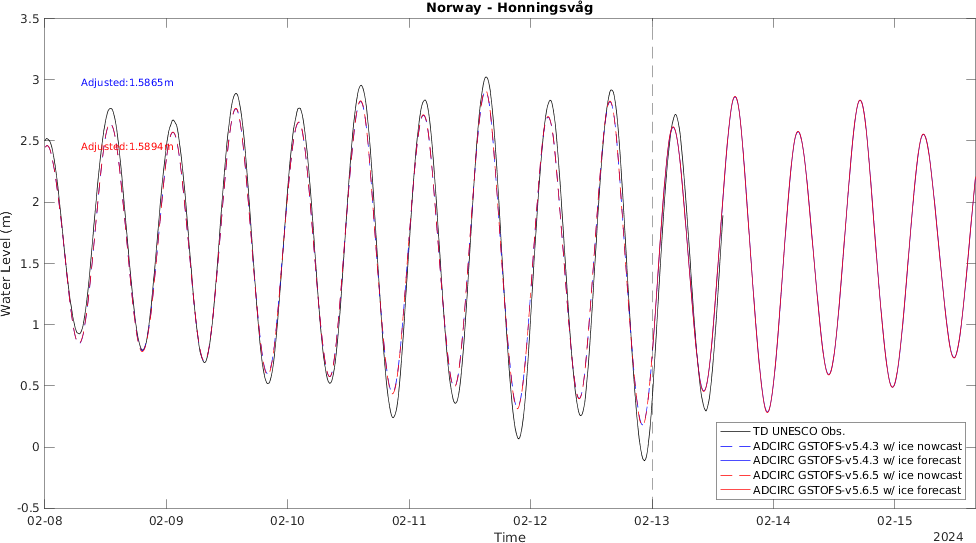 Norway - Honningsvåg
3.5
3
2.5
2
1.5
1
0.5
0
-0.5
Water Level (m)
Adjusted:1.5865m
Adjusted:1.5894m
TD UNESCO Obs.
ADCIRC GSTOFS-v5.4.3 w/ ice nowcast
ADCIRC GSTOFS-v5.4.3 w/ ice forecast
ADCIRC GSTOFS-v5.6.5 w/ ice nowcast
ADCIRC GSTOFS-v5.6.5 w/ ice forecast
02-08 02-09 02-10 02-11 02-12 02-13 02-14 02-15
Time
2024